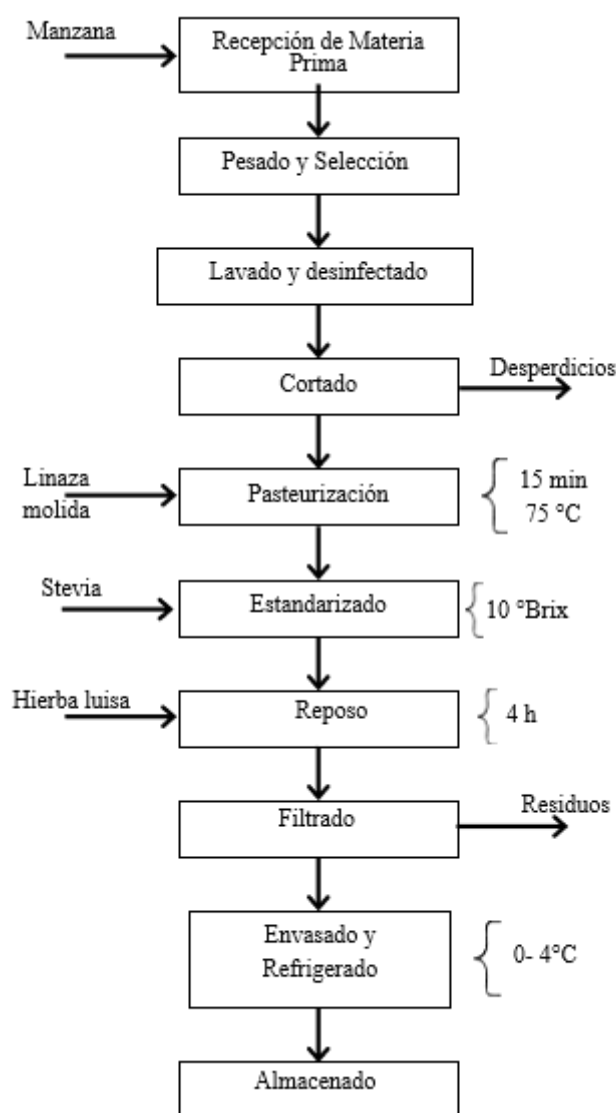 Manzana
Recepción de Materia
Prima
Pesado y Selección
Lavado y desinfectado
Cortado
Desperdicios
Linaza
molida
Pasteurización
15 min
75 °C
Stevia
Estandarizado
10 °Brix
Hierba luisa
Reposo
4 h
Filtrado
Residuos
Envasado y
Refrigerado
0- 4°C
Almacenado